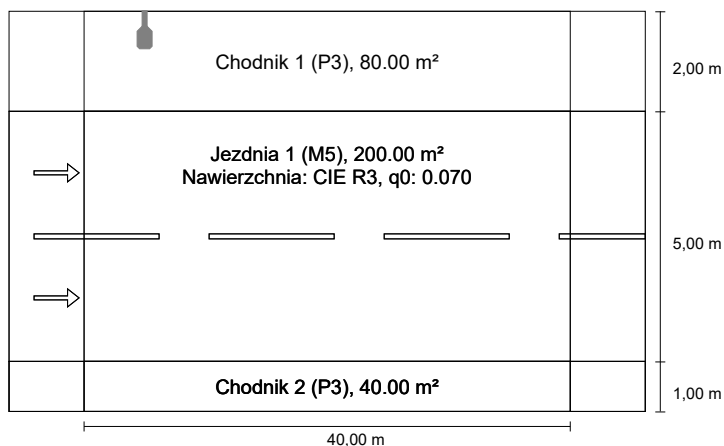 Chodnik 1 (P3), 80.00 m²
2,00 m
Jezdnia 1 (M5), 200.00 m²
Nawierzchnia: CIE R3, q0: 0.070
5,00 m
Chodnik 2 (P3), 40.00 m²
1,00 m
40.00 m